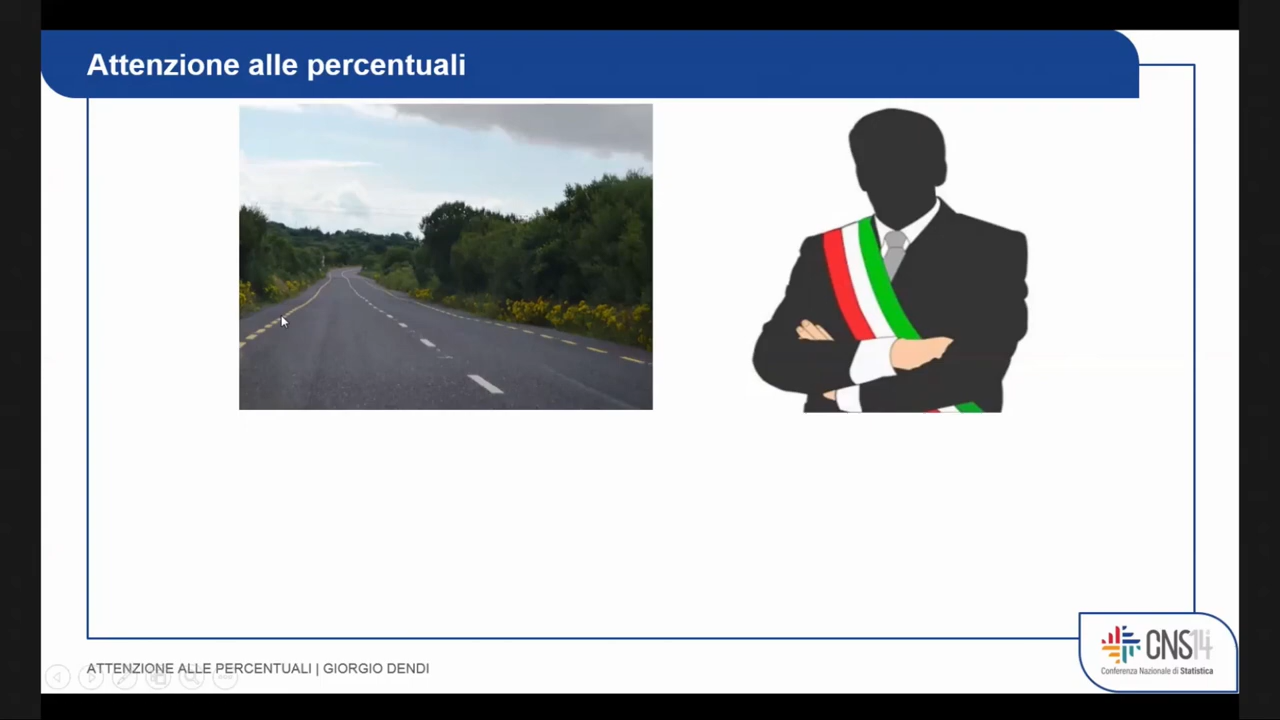 Attenzione alle percentuali
ATTENZIONE ALLE PERCENTUALI | GIORGIO DENDI
CNS14
Conferenza Nazionale di Statistica